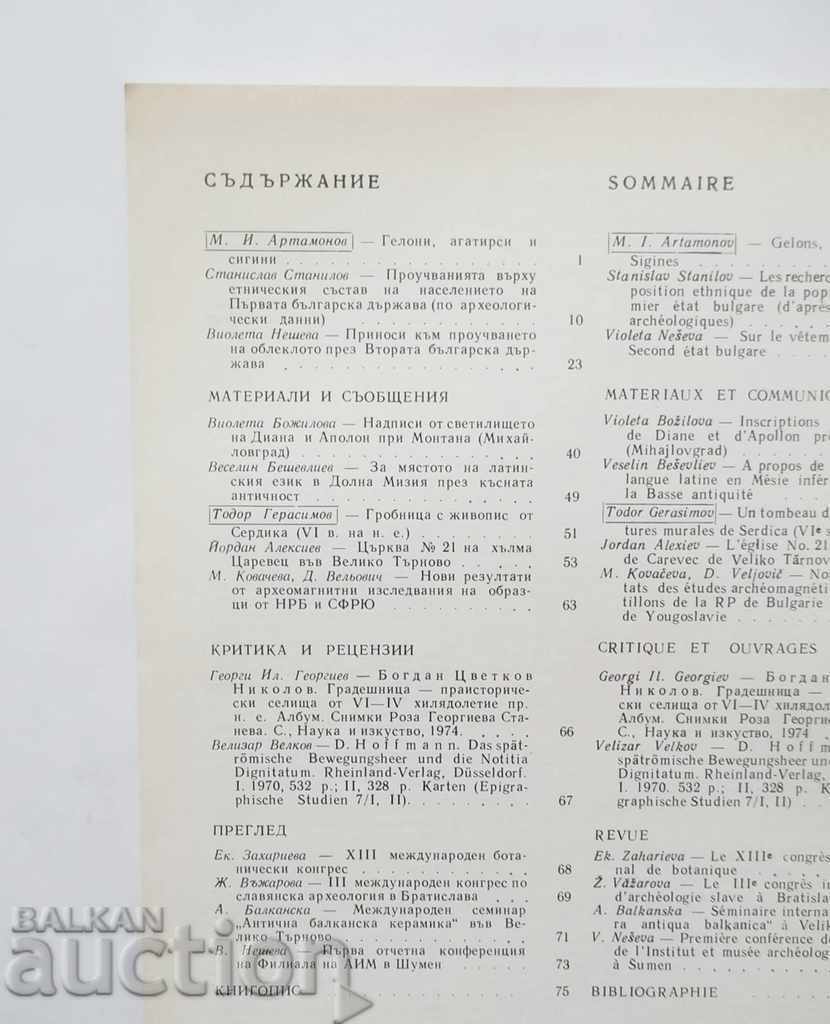 СЪДЪРЖАНИЕ
М. И. Артамонов — Гелони, агатирси и
сигини . . . . . . . . . . . . . . . . 1
Станислав Станилов — Проучванията върху
етническия състав на населението на
Първата българска държава (по археологи-
чески данни) . . . . . . . . . . . . 10
Виолета Нешева — Приноси към проучването
на облеклото през Втората българска дър-
жава . . . . . . . . . . . . . . . . 23
МАТЕРИАЛИ И СЪОБЩЕНИЯ
Виолета Божилова — Надписи от светилището
на Диана и Аполон при Монтана (Михай-
ловград) . . . . . . . . . . . . . . 40
Веселин Бешевлиев — За мястото на латин-
ския език в Долна Мизия през късната
античност . . . . . . . . . . . . . 49
Тодор Герасимов — Гробница с живопис от
Сердика (VI в. на н. е.) . . . . . . . 51
Йордан Алексиев — Църква № 21 на хълма
Царевец във Велико Търново . . . . . 53
М. Ковачева, Д. Вельович — Нови резултати
от археомагнитни изследвания на образ-
ци от НРБ и СФРЮ . . . . . . . . . . 63
КРИТИКА И РЕЦЕНЗИИ
Георги Ил. Георгиев — Богдан Цветков
Николов. Градешница — праисториче-
ски селища от VI—IV хилядолетие пр.
н. е. Албум. Снимки Роза Георгиева Ста-
нева. С., Наука и изкуство, 1974. . . . . 66
Велизар Велков — D. Hoffmann. Das spät-
römische Bewegungsheer und die Notitia
Dignitatum. Rheinland-Verlag, Düsseldorf.
I. 1970, 532 p.; II, 328 p. Karten (Epigra-
phische Studien 7/I, II). . . . . . . . . 67
ПРЕГЛЕД
Ек. Захариева — XIII международен бота-
нически конгрес . . . . . . . . . . . 68
Ж. Въжарова — III международен конгрес по
славянска археология в Братислава . . . 69
А. Балканска — Международен семинар
„Антична балканска керамика“ във Ве-
лико Търново . . . . . . . . . . . . 71
В. Нешева — Първа отчетна конференция
на Филиала на АИМ в Шумен . . . . . 73
КНИГОПИС . . . . . . . . . . . . . . 75
SOMMAIRE
M. I. Artamonov — Gelons,
Sigines . . . . . . . . .
Stanislav Stanilov — Les recherc
position ethnique de la pop
mier état bulgare (d'après
archéologiques) . . . . .
Violeta Neševa — Sur le vêtem
Second état bulgare . . . .
MATERIAUX ET COMMUNIC
Violeta Božilova — Inscriptions
de Diane et d'Apollon pr
(Mihajlovgrad) . . . . . .
Veselin Beševliev — A propos de
langue latine en Mésie infér
la Basse antiquité . . . .
Todor Gerasimov — Un tombeau d
tures murales de Serdica (VIe s
Jordan Alexiev — L'église No. 21
de Carevec de Veliko Tărnov
M. Kovačeva, D. Veljovič — No
tats des études archéomagnéti
tillons de la RP de Bulgarie
de Yougoslavie . . . . . .
CRITIQUE ET OUVRAGES
Georgi Il. Georgiev — Богдан
Николов. Градешница —
ски селища от VI—IV хилядоле
Албум. Снимки Роза Георгие
С., Наука и изкуство, 1974 .
Velizar Velkov — D. Hoffm
spätrömische Bewegungsheer und
Dignitatum. Rheinland-Verlag,
I. 1970. 532 p.; II, 328 p. K
graphische Studien 7/I, II) . .
REVUE
Ek. Zaharieva — Le XIIIe congrès
nal de botanique . . . . .
Ž. Văžarova — Le IIIe congrès in
d'archéologie slave à Bratisla
A. Balkanska — Séminaire interna
ra antiqua balkanica" à Velik
V. Neševa — Première conférence d
de l'Institut et musée archéolog
à Sumen . . . . . . . . .
BIBLIOGRAPHIE . . . . . .
BALKAN
auction